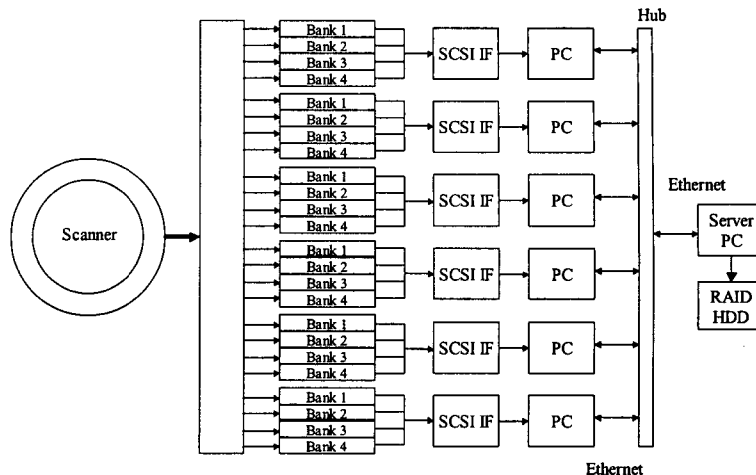 Hub
Bank 1
Bank 2
Bank 3
Bank 4
SCSI IF
PC
Bank 1
Bank 2
Bank 3
Bank 4
SCSI IF
PC
Bank 1
Bank 2
Bank 3
Bank 4
SCSI IF
PC
Ethernet
Scanner
Server
PC
Bank 1
Bank 2
Bank 3
Bank 4
SCSI IF
PC
RAID
HDD
Bank 1
Bank 2
Bank 3
Bank 4
SCSI IF
PC
Bank 1
Bank 2
Bank 3
Bank 4
SCSI IF
PC
Ethernet